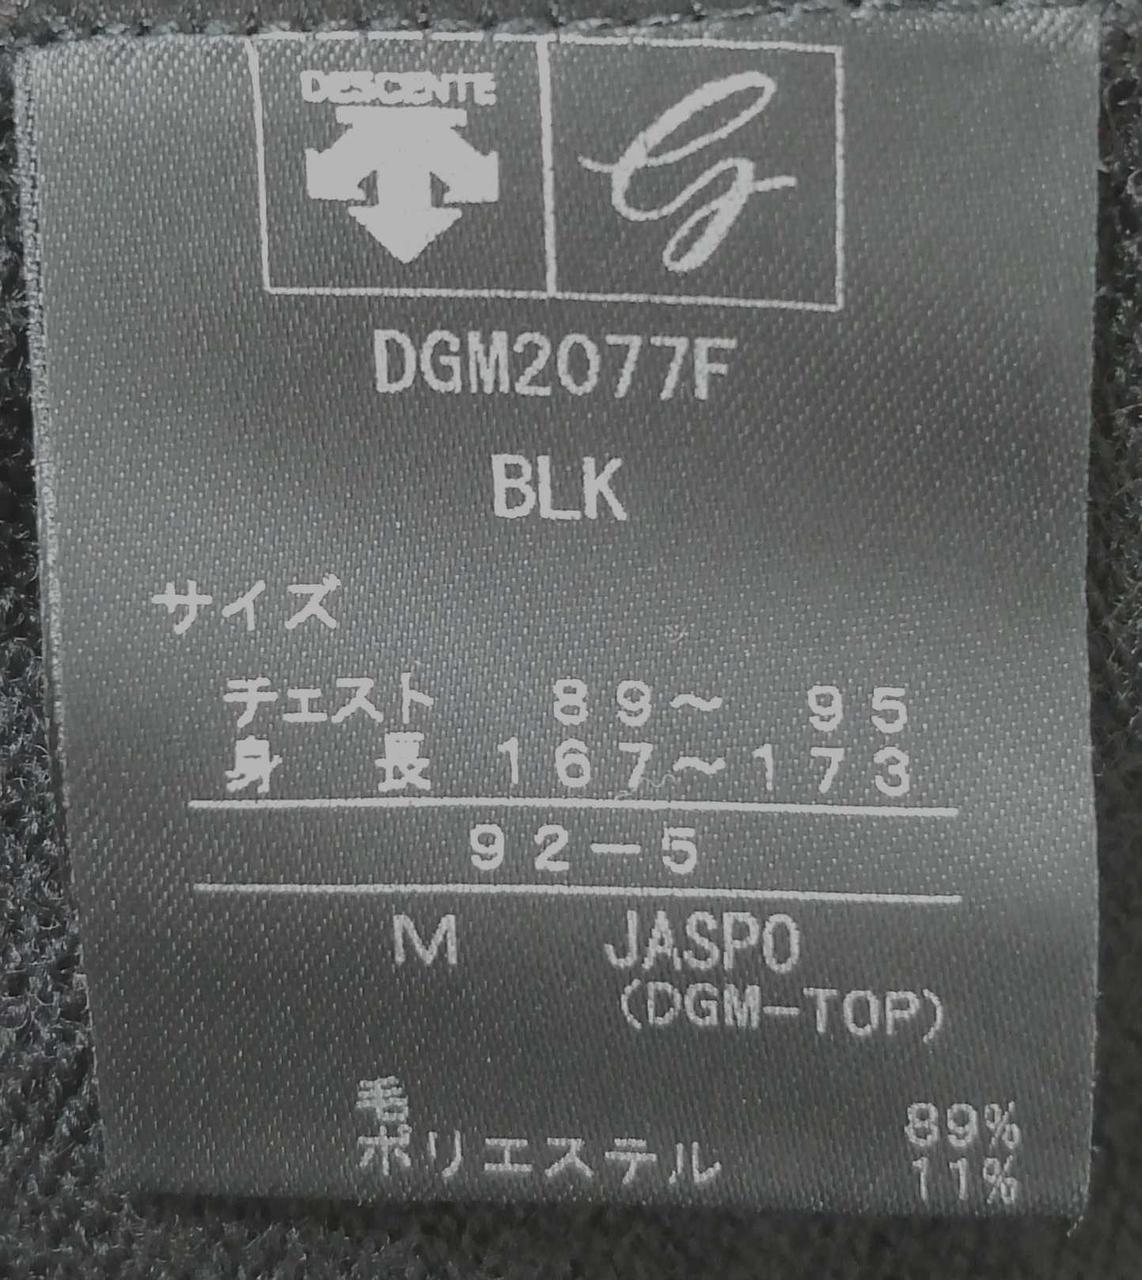 DESCENTE
G
DGM2077F
BLK
サイズ
チェスト 89～ 95
身 長 167～173
92－5
M JASPO
(DGM-TOP)
毛 89%
ポリエステル 11%